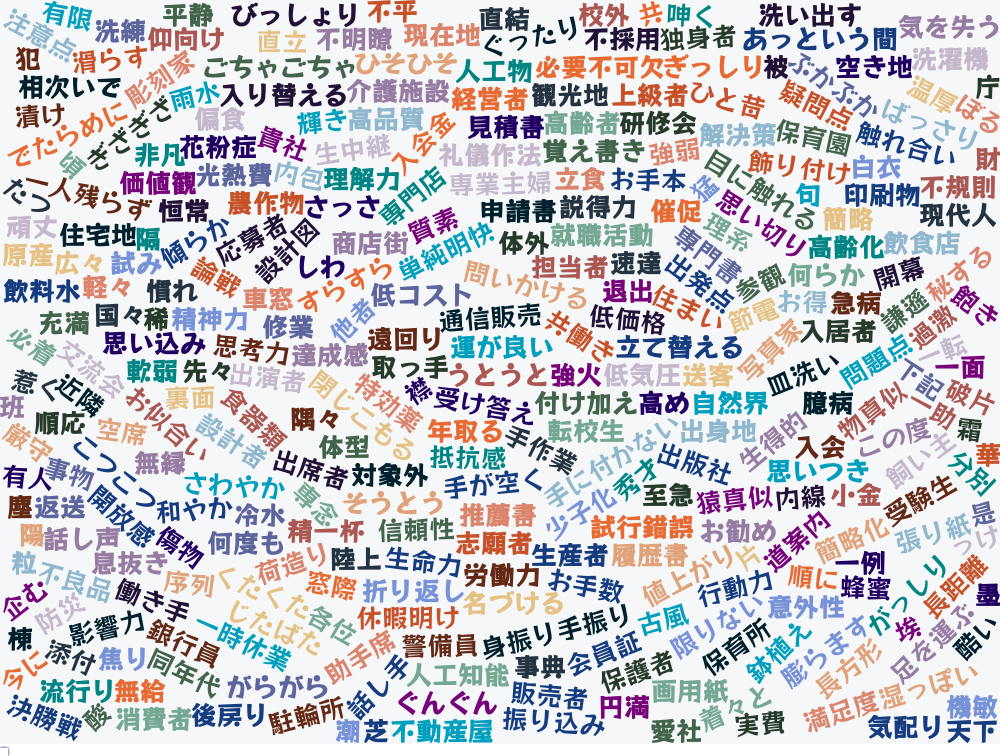 有限
注意点
洗練
平静
びっしょり
不平
直結
校外
共
呻く
洗い出す
気を失う
仰向け
直立
不明瞭
現在地
ぐったり
不採用
独身者
あっという間
犯
滑らす
彫刻家
ごちゃごちゃ
ひそひそ
人工物
必要不可欠
ぎっしり
被
ぷかぷか
空き地
洗濯機
相次いで
雨水
入り替える
介護施設
経営者
観光地
上級者
ひと昔
疑問点
ばっさり
温厚
ぼる
庁
漬け
でたらめに
ぎざぎざ
偏食
輝き
高品質
見積書
高齢者
研修会
解決策
保育園
触れ合い
頃
非凡
花粉症
貴社
生中継
入会金
礼儀作法
覚え書き
強弱
目に触れる
飾り付け
白衣
財
たつ
一人残らず
価値観
光熱費
内包
理解力
専門店
専業主婦
立食
お手本
思い切り
句
印刷物
不規則
頑丈
恒常
農作物
さっさ
質素
申請書
説得力
催促
理系
簡略
現代人
住宅地
隔
傾らか
応募者
設計図
商店街
単純明快
体外
就職活動
専門書
高齢化
飲食店
原産
広々
試み
論戦
しわ
すらすら
問いかける
担当者
速達
出発点
参観
何らか
開幕
秘する
飲料水
軽々
慣れ
車窓
他者
低コスト
退出
住まい
節電
お得
急病
謙遜
飽き
充満
国々
稀
精神力
修業
遠回り
通信販売
共働き
低価格
写真家
入居者
過激
必着
交流会
思い込み
思考力
達成感
運が良い
立て替える
皿洗い
問題点
一転
一面
惹く
近隣
軟弱
先々
出演者
閉じこもる
特効薬
取っ手
うとうと
強火
低気圧
送客
下記
破片
班
順応
お似合い
裏面
食器類
隅々
襟
受け答え
付け加え
高め
自然界
臆病
物真似
一助
霜
厳守
こつこつ
空席
設計者
体型
年取る
手作業
転校生
手に付かない
出身地
生得的
入会
この度
華
有人
事物
無縁
さわやか
出席者
対象外
抵抗感
手が空く
秀才
出版社
思いつき
飼い主
分別
塵
返送
開放感
和やか
冷水
専念
そうとう
推薦書
少子化
至急
猿真似
内線
小金
受験生
陽
話し声
傷物
何度も
精一杯
信頼性
志願者
試行錯誤
お勧め
道案内
簡略化
張り紙
是
っけ
粒
不良品
息抜き
荷造り
陸上
生命力
生産者
履歴書
値上がり
片
一例
長距離
企む
防災
働き手
序列
くたくた
窓際
折り返し
労働力
お手数
行動力
順に
蜂蜜
がっしり
墨
棟
影響力
銀行員
一時休業
じたばた
各位
休暇明け
名づける
身振り手振り
古風
限りない
意外性
埃
足を運ぶ
酷い
今に
添付
焦り
同年代
助手席
警備員
事典
会員証
保護者
保育所
鉢植え
膨らます
流行り
無給
がらがら
話し手
人工知能
販売者
円満
画用紙
着々と
長方形
湿っぽい
決勝戦
酸
消費者
後戻り
駐輪所
ぐんぐん
潮
芝
不動産屋
振り込み
愛社
実費
満足度
気配り
機敏
天下